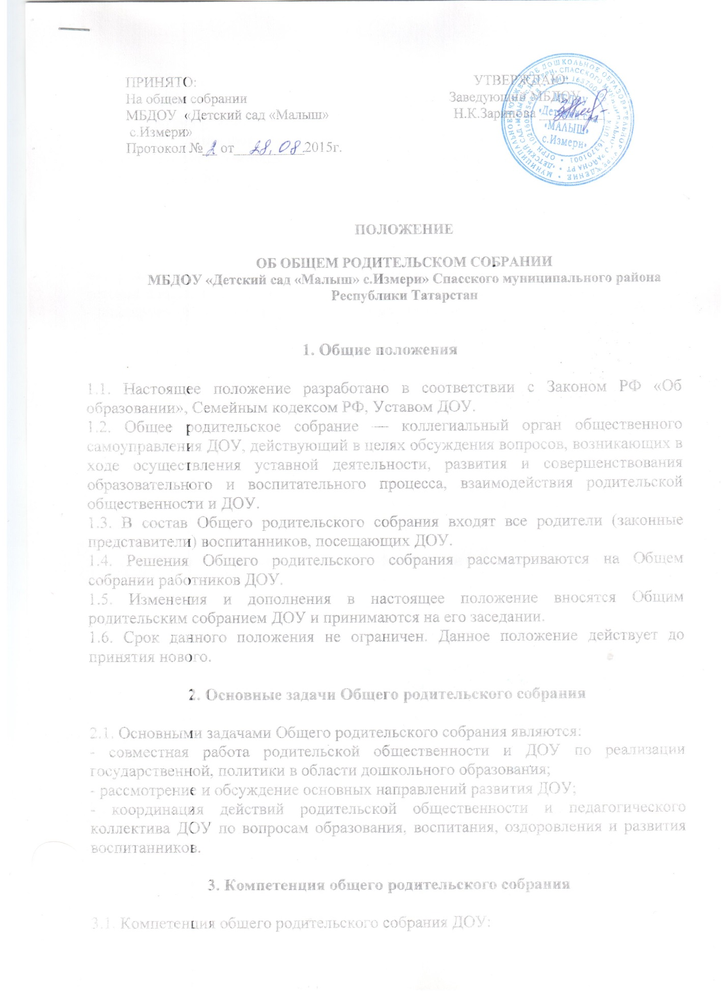 ПРИНЯТО:
На общем собрании
МБДОУ «Детский сад «Малыш»
с.Измери»
Протокол № 1 от 28.08.2015г.
УТВЕРЖДАЮ:
Заведующий МБДОУ
Н.К.Зарипова
МБДОУ
«Детский сад
«МАЛЫШ»
с.Измери»
ПОЛОЖЕНИЕ
ОБ ОБЩЕМ РОДИТЕЛЬСКОМ СОБРАНИИ
МБДОУ «Детский сад «Малыш» с.Измери» Спасского муниципального района
Республики Татарстан
1. Общие положения
1.1. Настоящее положение разработано в соответствии с Законом РФ «Об
образовании», Семейным кодексом РФ, Уставом ДОУ.
1.2. Общее родительское собрание — коллегиальный орган общественного
самоуправления ДОУ, действующий в целях обсуждения вопросов, возникающих в
ходе осуществления уставной деятельности, развития и совершенствования
образовательного и воспитательного процесса, взаимодействия родительской
общественности и ДОУ.
1.3. В состав Общего родительского собрания входят все родители (законные
представители) воспитанников, посещающих ДОУ.
1.4. Решения Общего родительского собрания рассматриваются на Общем
собрании работников ДОУ.
1.5. Изменения и дополнения в настоящее положение вносятся Общим
родительским собранием ДОУ и принимаются на его заседании.
1.6. Срок данного положения не ограничен. Данное положение действует до
принятия нового.
2. Основные задачи Общего родительского собрания
2.1. Основными задачами Общего родительского собрания являются:
- совместная работа родительской общественности и ДОУ по реализации
государственной, политики в области дошкольного образования;
- рассмотрение и обсуждение основных направлений развития ДОУ;
- координация действий родительской общественности и педагогического
коллектива ДОУ по вопросам образования, воспитания, оздоровления и развития
воспитанников.
3. Компетенция общего родительского собрания
3.1. Компетенция общего родительского собрания ДОУ: